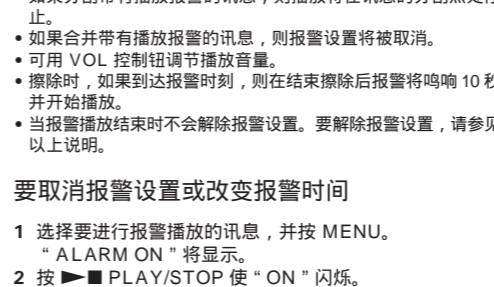 止。
• 如果合并带有播放报警的讯息，则报警设置将被取消。
• 可用 VOL 控制钮调节播放音量。
• 擦除时，如果到达报警时刻，则在结束擦除后报警将鸣响 10 秒
并开始播放。
• 当报警播放结束时不会解除报警设置。要解除报警设置，请参见
以上说明。
要取消报警设置或改变报警时间
1 选择要进行报警播放的讯息，并按 MENU。
“ALARM ON”将显示。
2 按 ►■ PLAY/STOP 使“ON”闪烁。